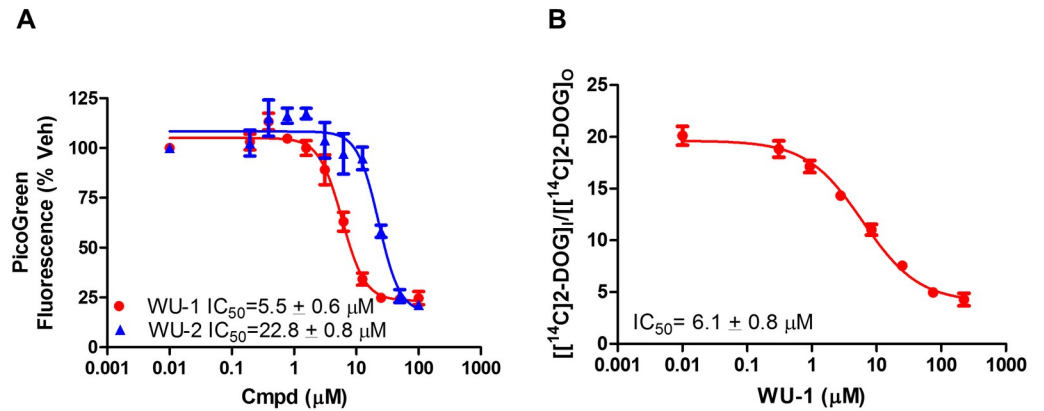 A
PicoGreen
Fluorescence (% Veh)
125
100
75
50
25
0
WU-1 IC50=5.5 ± 0.6 μM
WU-2 IC50=22.8 ± 0.8 μM
0.001
0.01
0.1
1
10
100
1000
Cmpd (μM)
B
[[14C]2-DOG]I/[[14C]2-DOG]O
25
20
15
10
5
0
IC50= 6.1 ± 0.8 μM
0.001
0.01
0.1
1
10
100
1000
WU-1 (μM)